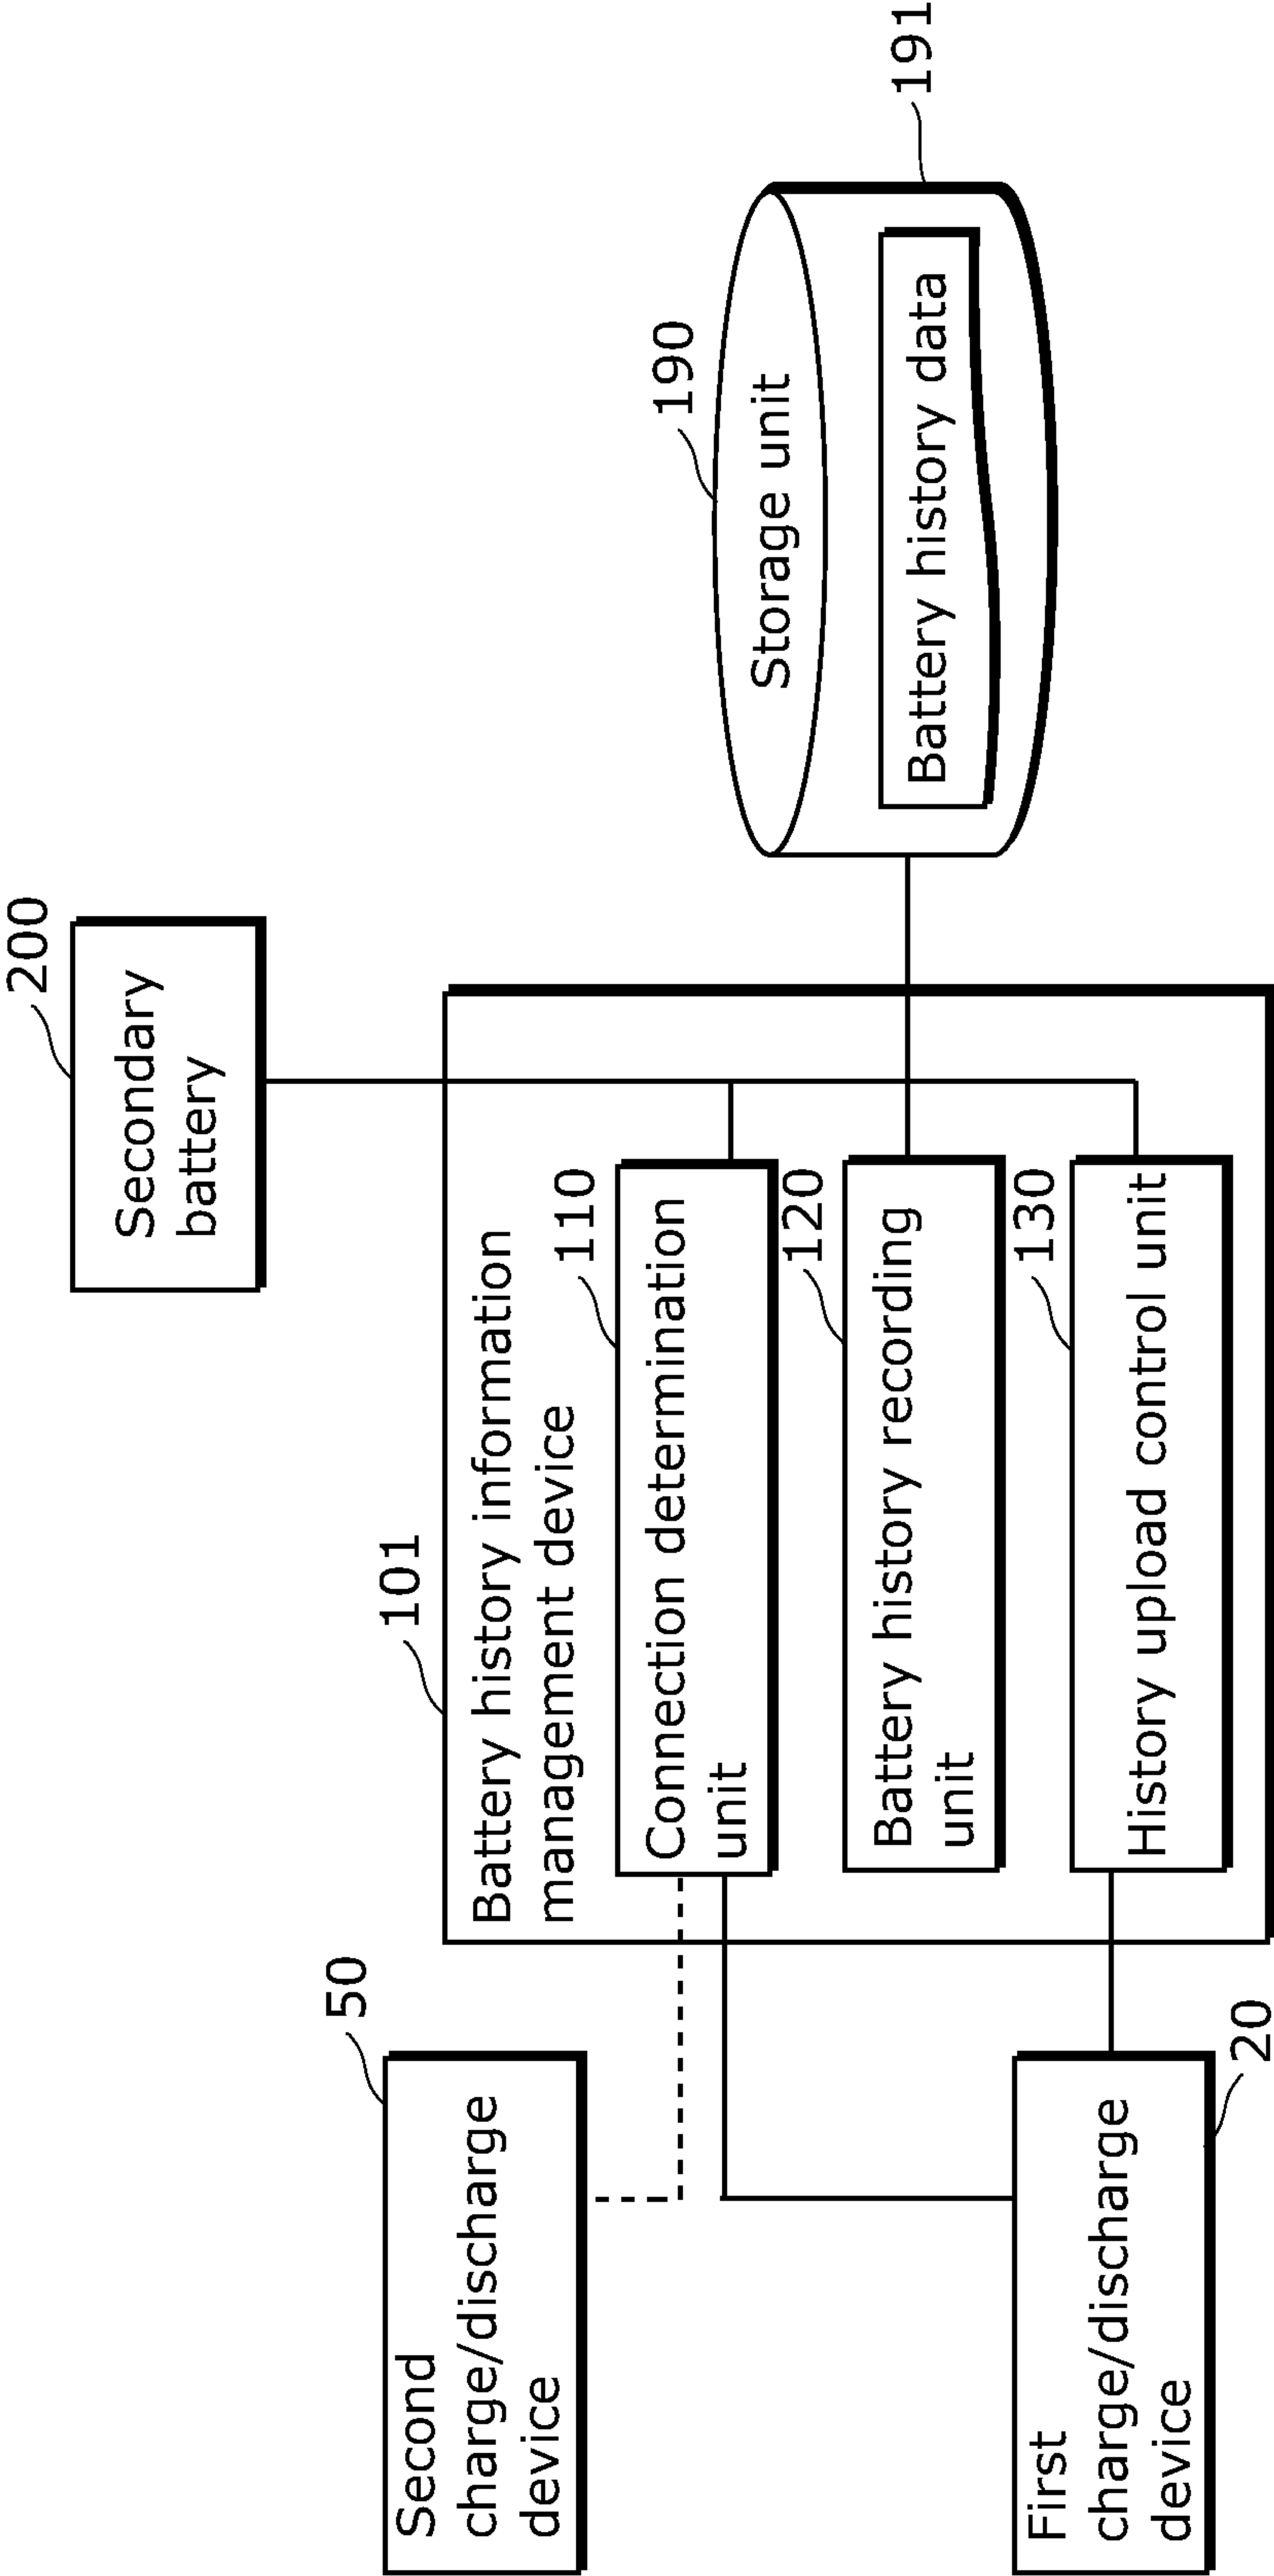 200
Secondary
battery
50
Second
charge/discharge
device
101
Battery history information
management device
110
Connection determination
unit
120
Battery history recording
unit
130
History upload control unit
190
Storage unit
Battery history data
191
First
charge/discharge
device
20